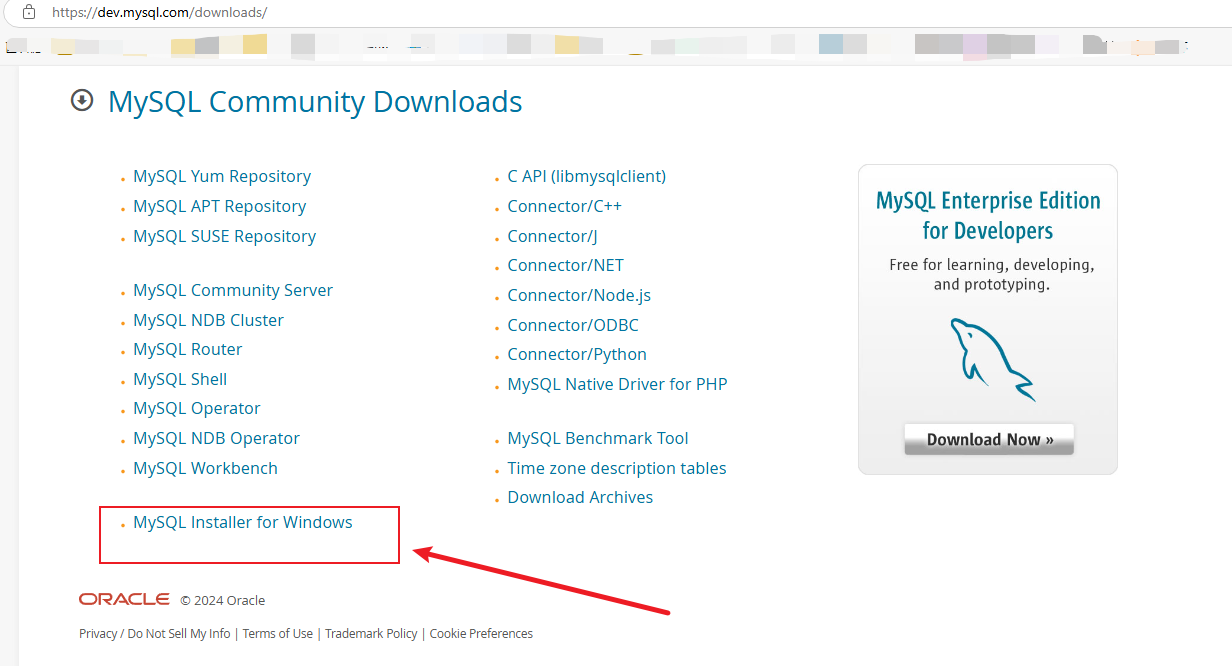 https://dev.mysql.com/downloads/
MySQL Community Downloads
MySQL Yum Repository
MySQL APT Repository
MySQL SUSE Repository
MySQL Community Server
MySQL NDB Cluster
MySQL Router
MySQL Shell
MySQL Operator
MySQL NDB Operator
MySQL Workbench
MySQL Installer for Windows
C API (libmysqlclient)
Connector/C++
Connector/J
Connector/NET
Connector/Node.js
Connector/ODBC
Connector/Python
MySQL Native Driver for PHP
MySQL Benchmark Tool
Time zone description tables
Download Archives
MySQL Enterprise Edition
for Developers
Free for learning, developing,
and prototyping.
Download Now »
ORACLE © 2024 Oracle
Privacy / Do Not Sell My Info | Terms of Use | Trademark Policy | Cookie Preferences